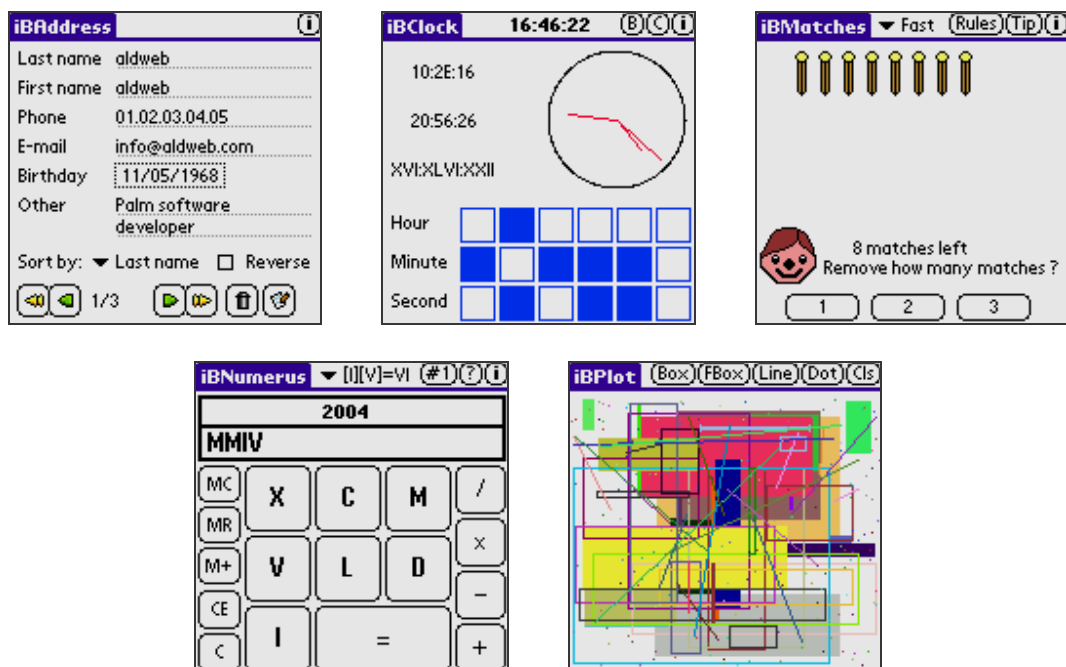 iBAddress i
Last name aldweb
First name aldweb
Phone 01.02.03.04.05
E-mail info@aldweb.com
Birthday 11/05/1968
Other Palm software
developer
Sort by: Last name Reverse
1/3
iBClock 16:46:22 B C i
10:2E:16
20:56:26
XVI:XLVI:XXII
Hour
Minute
Second
iBMatches Fast Rules Tip i
8 matches left
Remove how many matches ?
1 2 3
iBNumerus [I][V]=VI #1 ? i
2004
MMIV
MC X C M /
MR
M+ V L D x
CE I = -
C +
iBPlot Box FBox Line Dot Cls